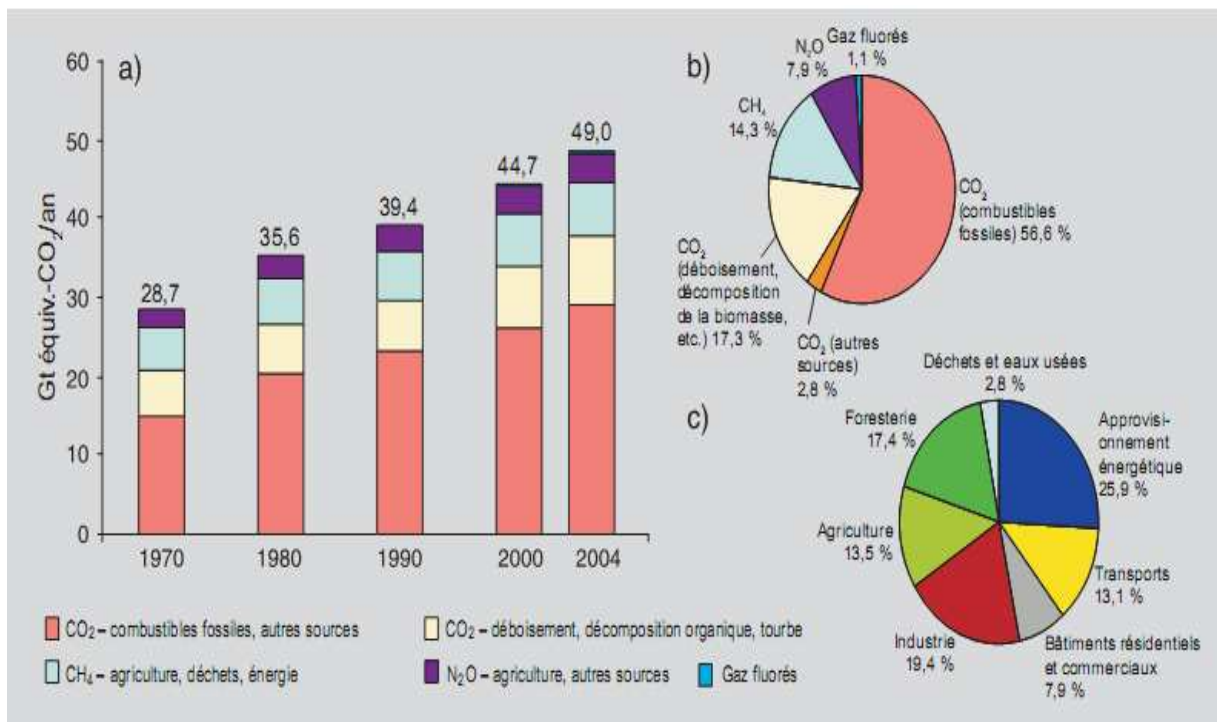 a)
Gt équiv.-CO₂/an
60
50
40
30
20
10
0
28,7
35,6
39,4
44,7
49,0
1970
1980
1990
2000
2004
CO₂ – combustibles fossiles, autres sources
CO₂ – déboisement, décomposition organique, tourbe
CH₄ – agriculture, déchets, énergie
N₂O – agriculture, autres sources
Gaz fluorés
b)
Gaz fluorés
1,1 %
N₂O
7,9 %
CH₄
14,3 %
CO₂
(combustibles
fossiles) 56,6 %
CO₂
(déboisement,
décomposition
de la biomasse,
etc.) 17,3 %
CO₂ (autres
sources)
2,8 %
c)
Déchets et eaux usées
2,8 %
Foresterie
17,4 %
Approvisi-
onnement
énergétique
25,9 %
Agriculture
13,5 %
Transports
13,1 %
Industrie
19,4 %
Bâtiments résidentiels
et commerciaux
7,9 %